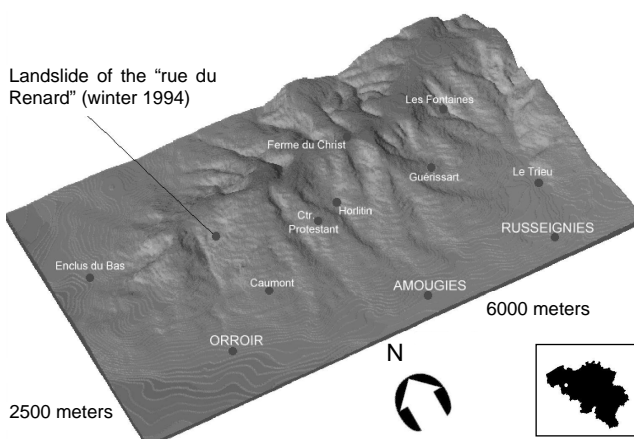 Landslide of the “rue du
Renard” (winter 1994)
Les Fontaines
Ferme du Christ
Guérissart
Le Trieu
Horlitin
Ctr.
Protestant
RUSSEIGNIES
Enclus du Bas
Caumont
AMOUGIES
6000 meters
ORROIR
N
2500 meters